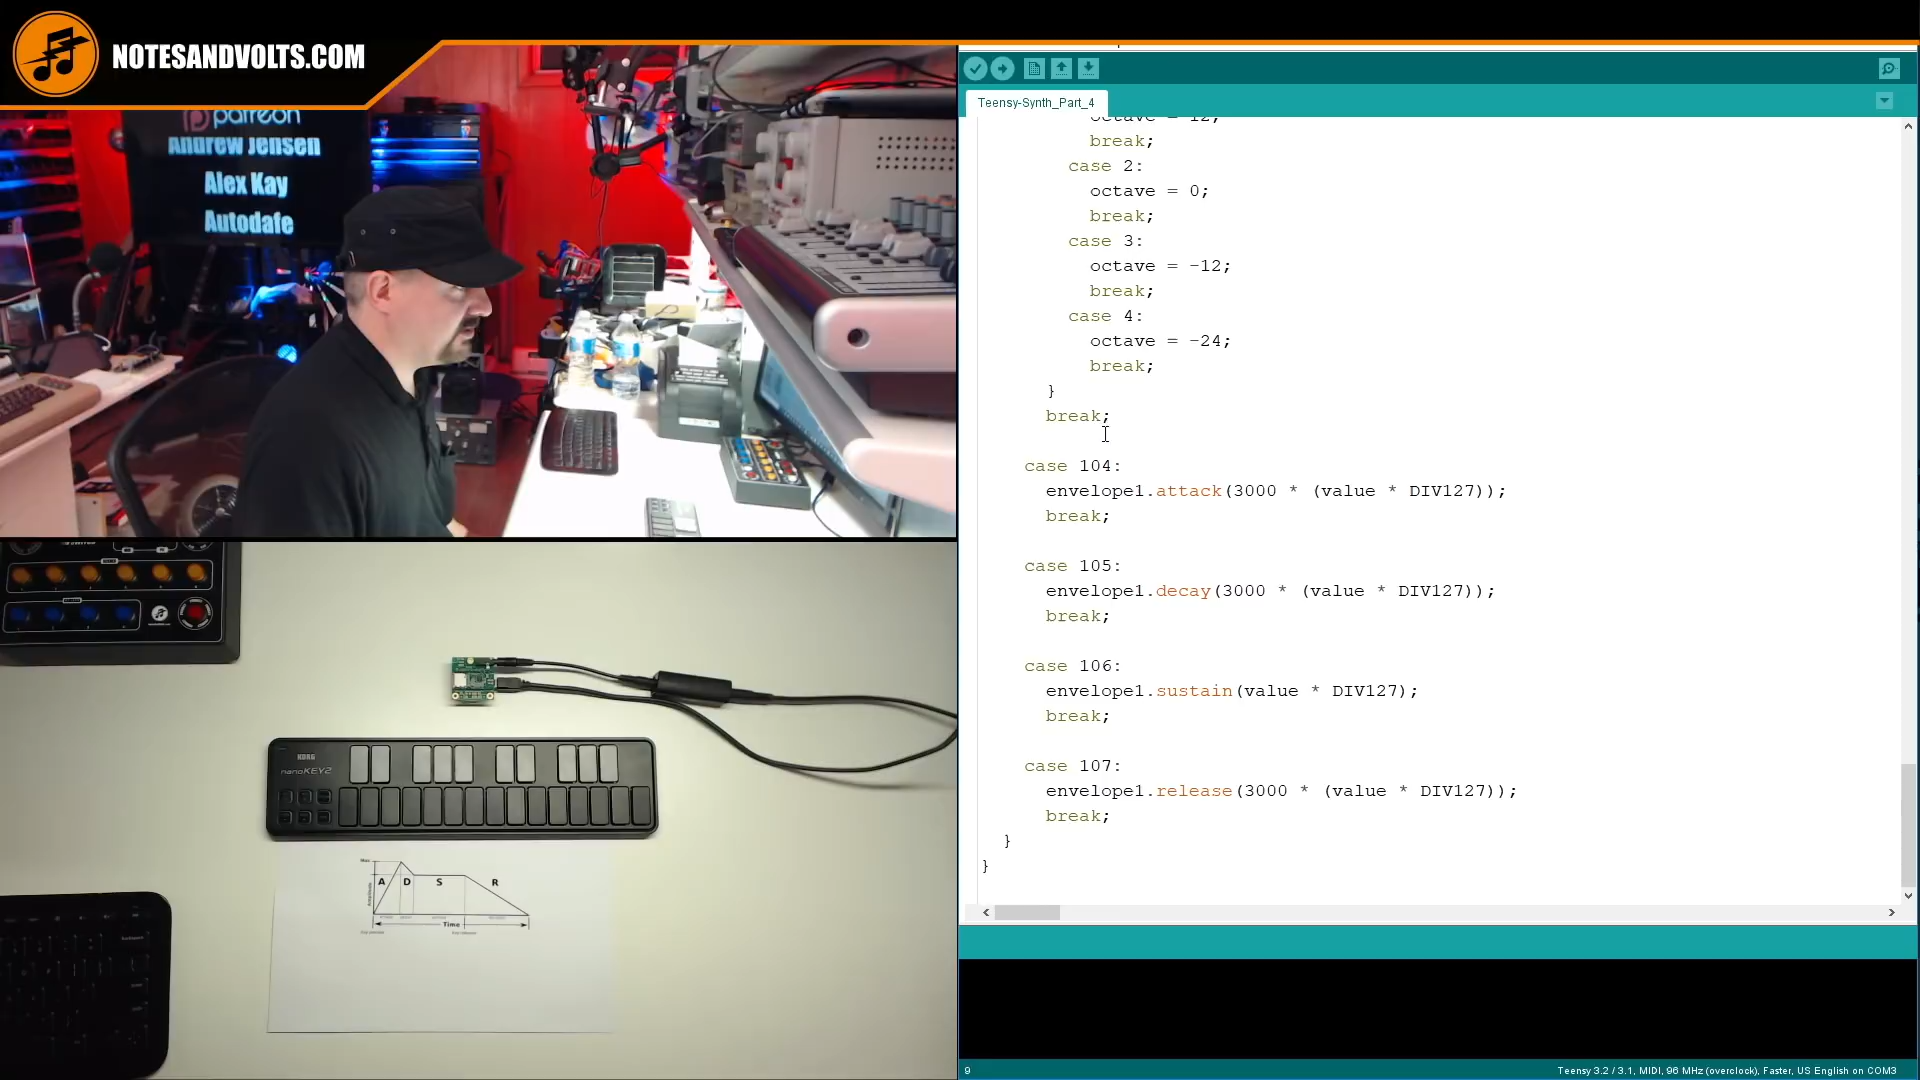 NOTESANDVOLTS.COM
patreon
Andrew Jensen
Alex Kay
Autodafe
KORG
nanoKEY2
A D S R
Time
Teensy-Synth_Part_4
octave = 12;
break;
case 2:
octave = 0;
break;
case 3:
octave = -12;
break;
case 4:
octave = -24;
break;
}
break;
case 104:
envelope1.attack(3000 * (value * DIV127));
break;
case 105:
envelope1.decay(3000 * (value * DIV127));
break;
case 106:
envelope1.sustain(value * DIV127);
break;
case 107:
envelope1.release(3000 * (value * DIV127));
break;
}
}
9
Teensy 3.2 / 3.1, MIDI, 96 MHz (overclock), Faster, US English on COM3